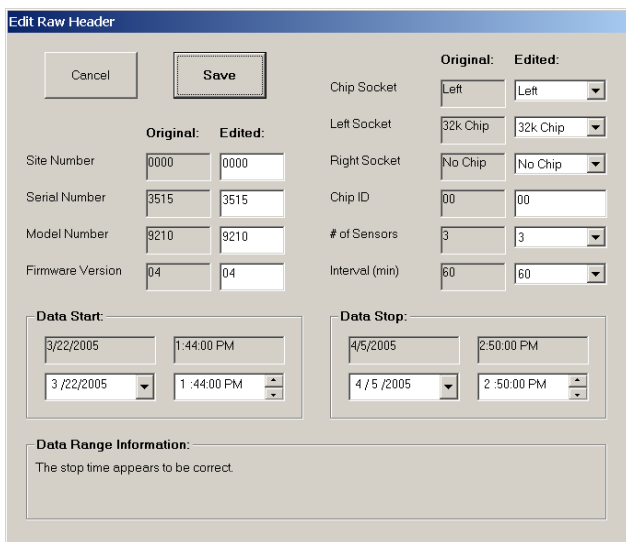 Edit Raw Header
Cancel
Save
Original: Edited:
Site Number 0000 0000
Serial Number 3515 3515
Model Number 9210 9210
Firmware Version 04 04
Original: Edited:
Chip Socket Left Left
Left Socket 32k Chip 32k Chip
Right Socket No Chip No Chip
Chip ID 00 00
# of Sensors 3 3
Interval (min) 60 60
Data Start:
3/22/2005 1:44:00 PM
3 /22/2005 1 :44:00 PM
Data Stop:
4/5/2005 2:50:00 PM
4 / 5 /2005 2 :50:00 PM
Data Range Information:
The stop time appears to be correct.